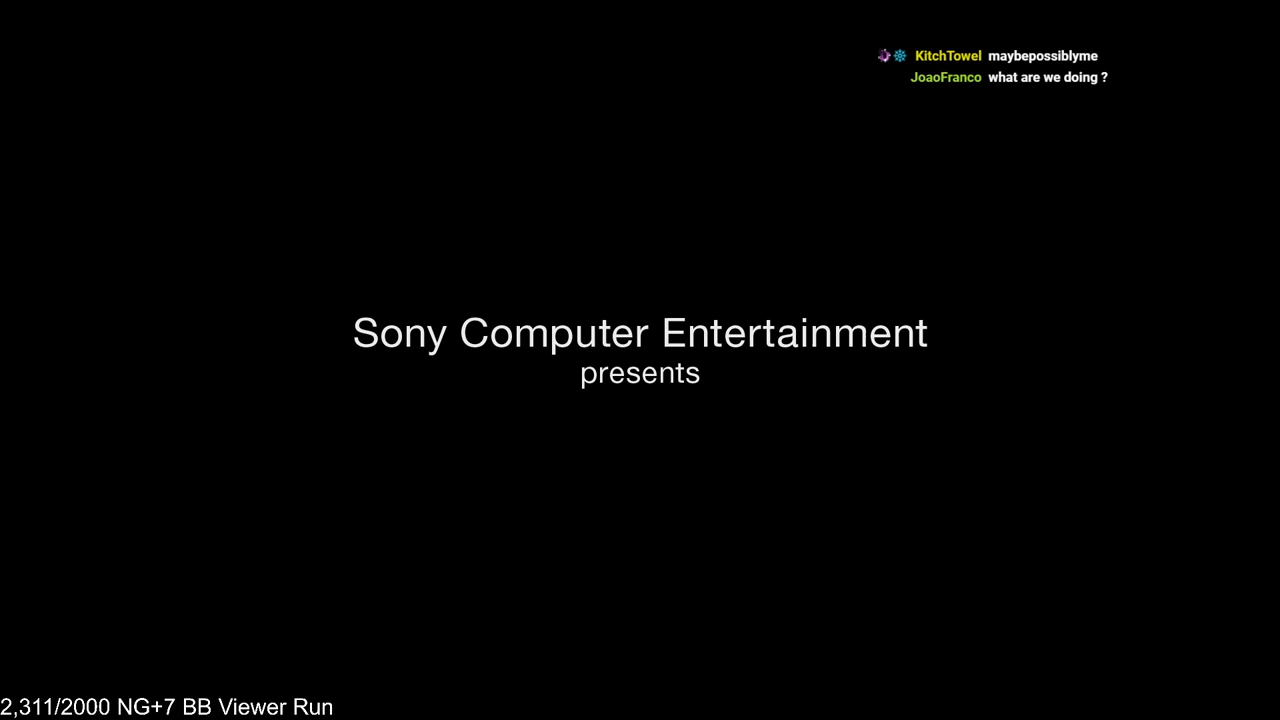 KitchTowel maybepossiblyme
JoaoFranco what are we doing ?
Sony Computer Entertainment
presents
2,311/2000 NG+7 BB Viewer Run